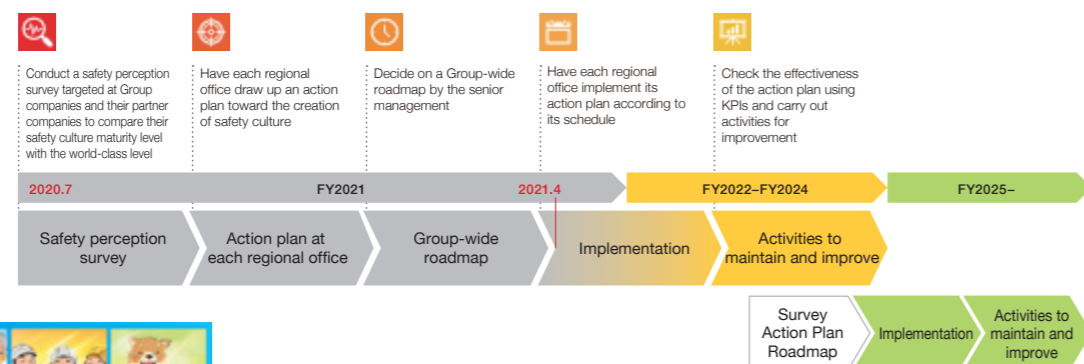 Conduct a safety perception
survey targeted at Group
companies and their partner
companies to compare their
safety culture maturity level
with the world-class level
Have each regional
office draw up an action
plan toward the creation
of safety culture
Decide on a Group-wide
roadmap by the senior
management
Have each regional
office implement its
action plan according to
its schedule
Check the effectiveness
of the action plan using
KPIs and carry out
activities for
improvement
2020.7
FY2021
2021.4
FY2022–FY2024
FY2025–
Safety perception
survey
Action plan at
each regional office
Group-wide
roadmap
Implementation
Activities to
maintain and improve
Survey
Action Plan
Roadmap
Implementation
Activities to
maintain and
improve